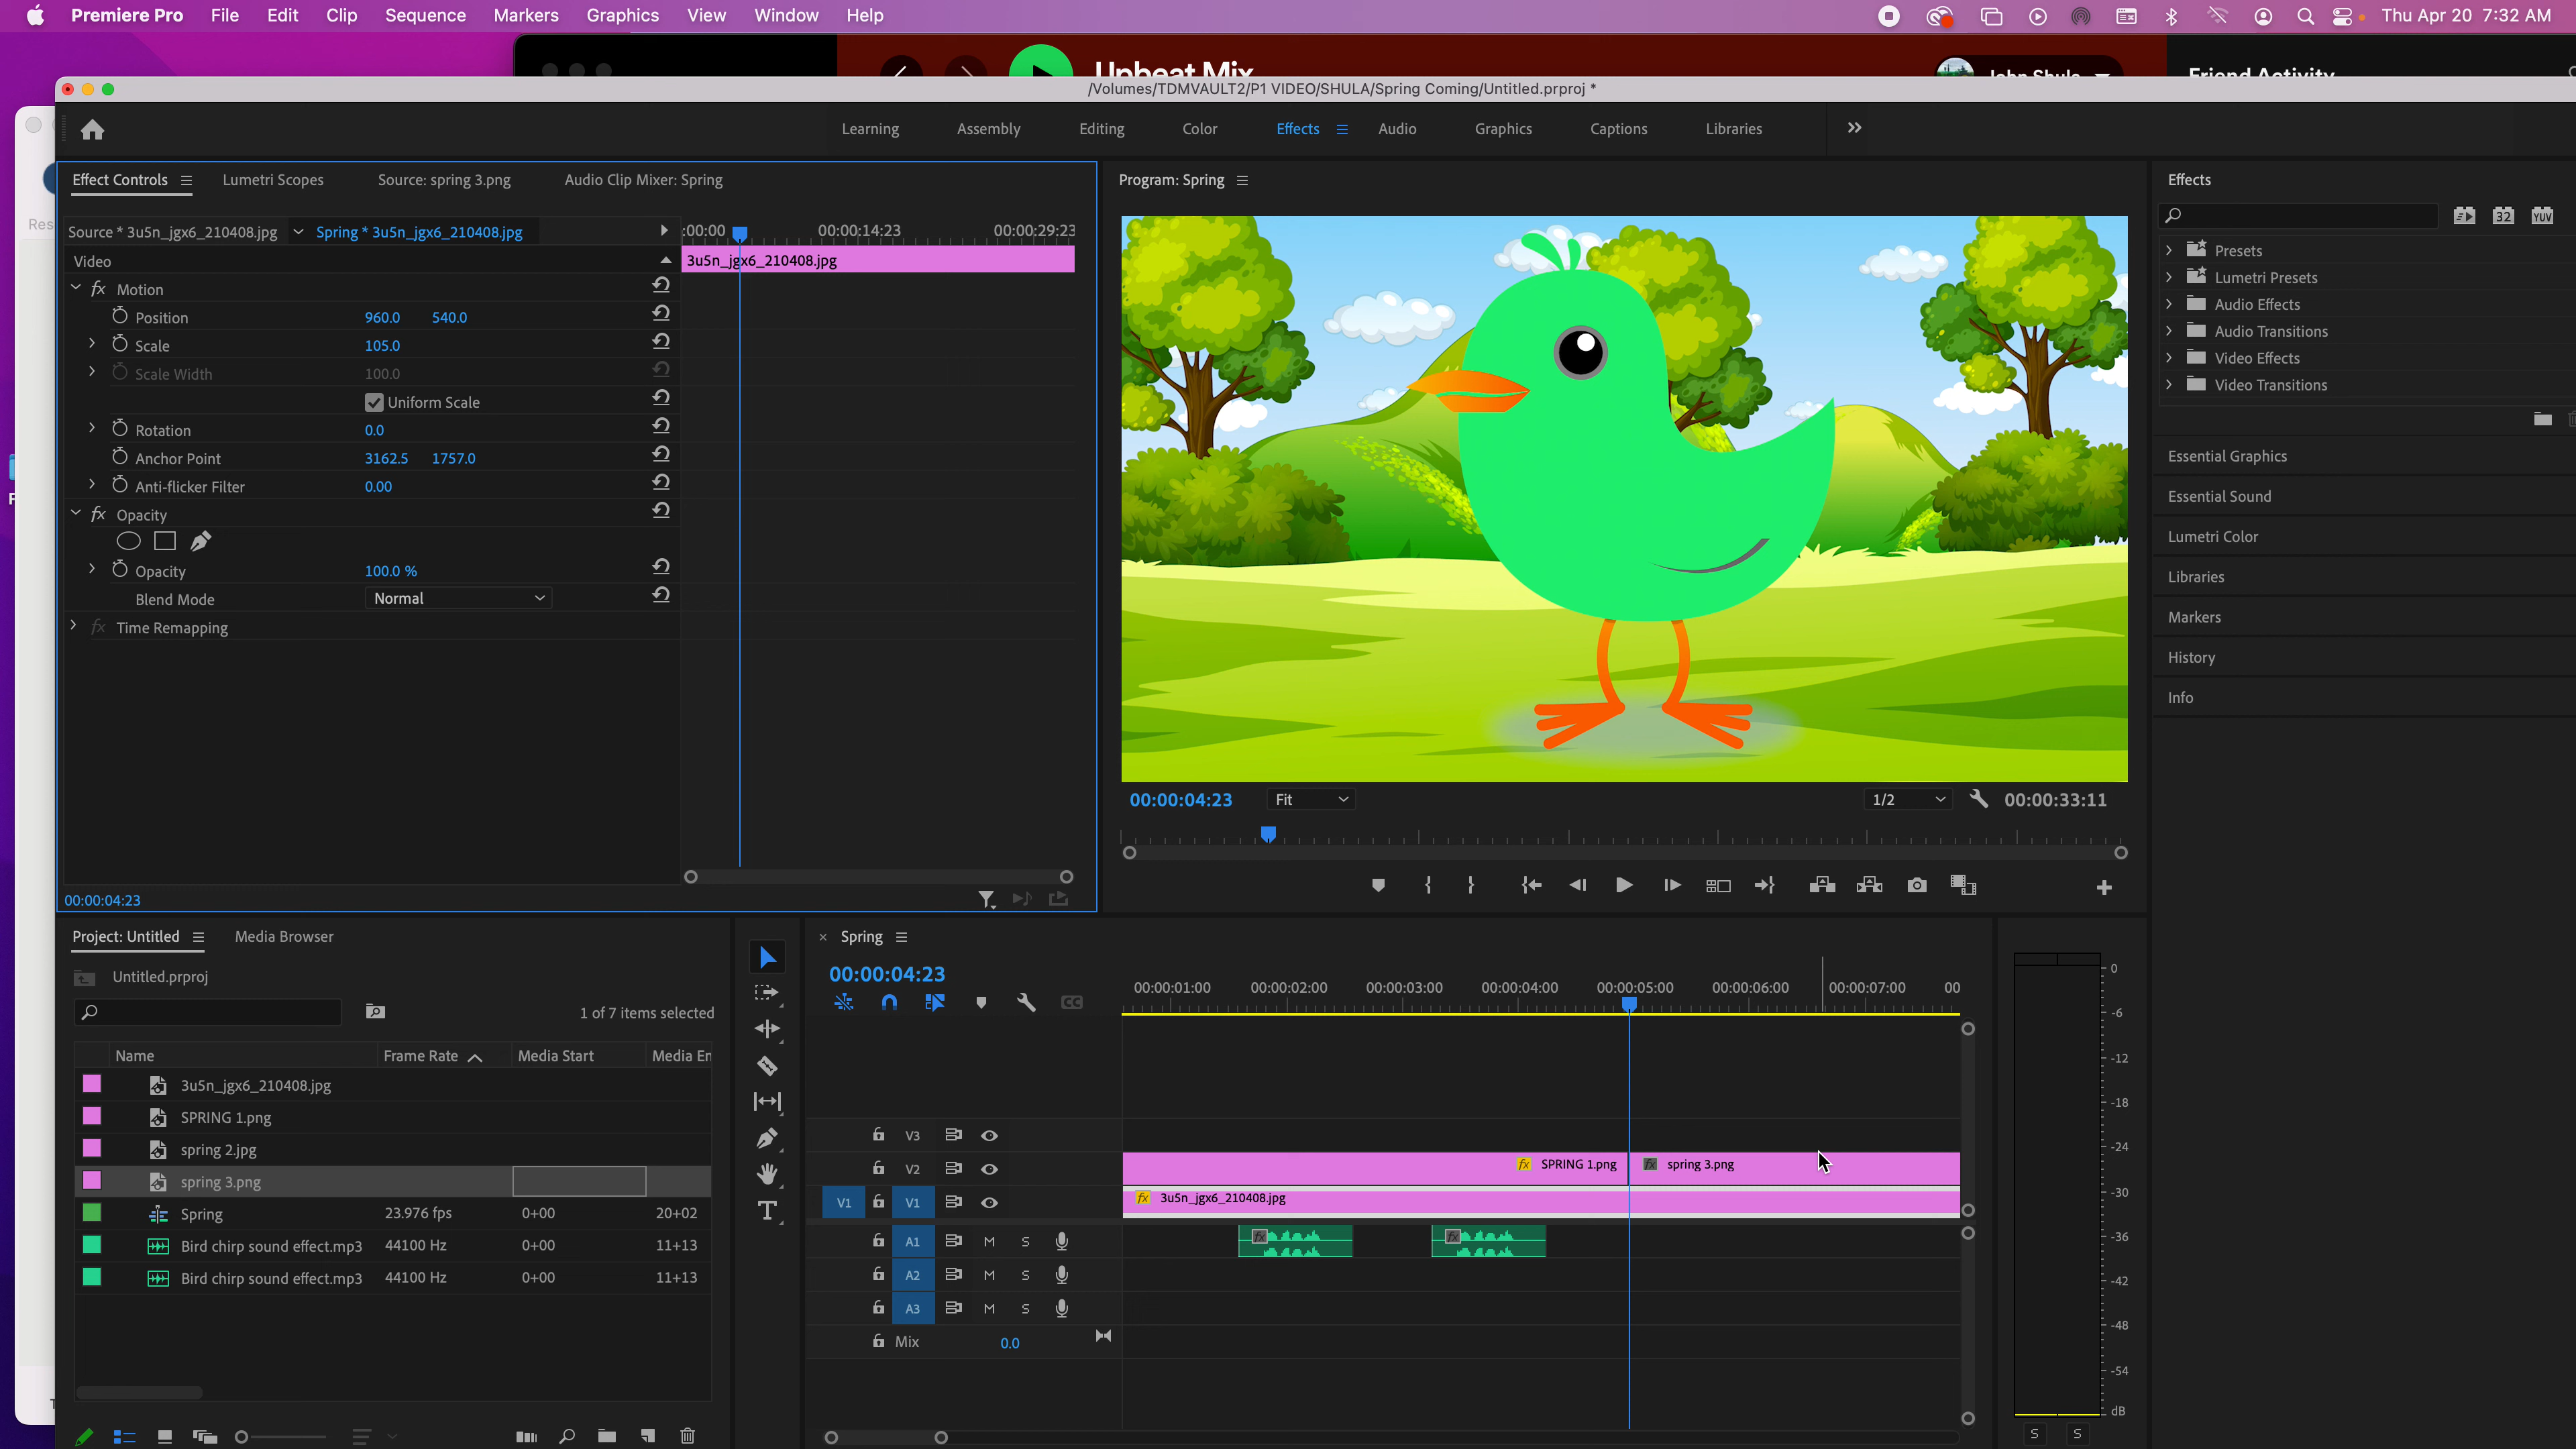 Premiere Pro File Edit Clip Sequence Markers Graphics View Window Help Thu Apr 20 7:32 AM
Upbeat Mix John Shula Friend Activity
/Volumes/TDMVAULT2/P1 VIDEO/SHULA/Spring Coming/Untitled.prproj *
Learning Assembly Editing Color Effects Audio Graphics Captions Libraries
Effect Controls Lumetri Scopes Source: spring 3.png Audio Clip Mixer: Spring
Program: Spring
Effects
Res
Source * 3u5n_jgx6_210408.jpg Spring * 3u5n_jgx6_210408.jpg :00:00 00:00:14:23 00:00:29:23
32 YUV
Video 3u5n_jgx6_210408.jpg
Motion
Position 960.0 540.0
Scale 105.0
Scale Width 100.0
Uniform Scale
Rotation 0.0
Anchor Point 3162.5 1757.0
Anti-flicker Filter 0.00
fx Opacity
Opacity 100.0 %
Blend Mode Normal
fx Time Remapping
00:00:04:23
Presets
Lumetri Presets
Audio Effects
Audio Transitions
Video Effects
Video Transitions
Essential Graphics
Essential Sound
Lumetri Color
Libraries
Markers
History
Info
00:00:04:23 Fit 1/2 00:00:33:11
Project: Untitled Media Browser
Untitled.prproj
1 of 7 items selected
Name Frame Rate Media Start Media En
3u5n_jgx6_210408.jpg
SPRING 1.png
spring 2.jpg
spring 3.png
Spring 23.976 fps 0+00 20+02
Bird chirp sound effect.mp3 44100 Hz 0+00 11+13
Bird chirp sound effect.mp3 44100 Hz 0+00 11+13
Spring
00:00:04:23
CC
00:00:01:00 00:00:02:00 00:00:03:00 00:00:04:00 00:00:05:00 00:00:06:00 00:00:07:00 00
V3
V2 fx SPRING 1.png fx spring 3.png
V1 V1 fx 3u5n_jgx6_210408.jpg
A1 M S fx fx
A2 M S
A3 M S
Mix 0.0
0
-6
-12
-18
-24
-30
-36
-42
-48
-54
dB
S S